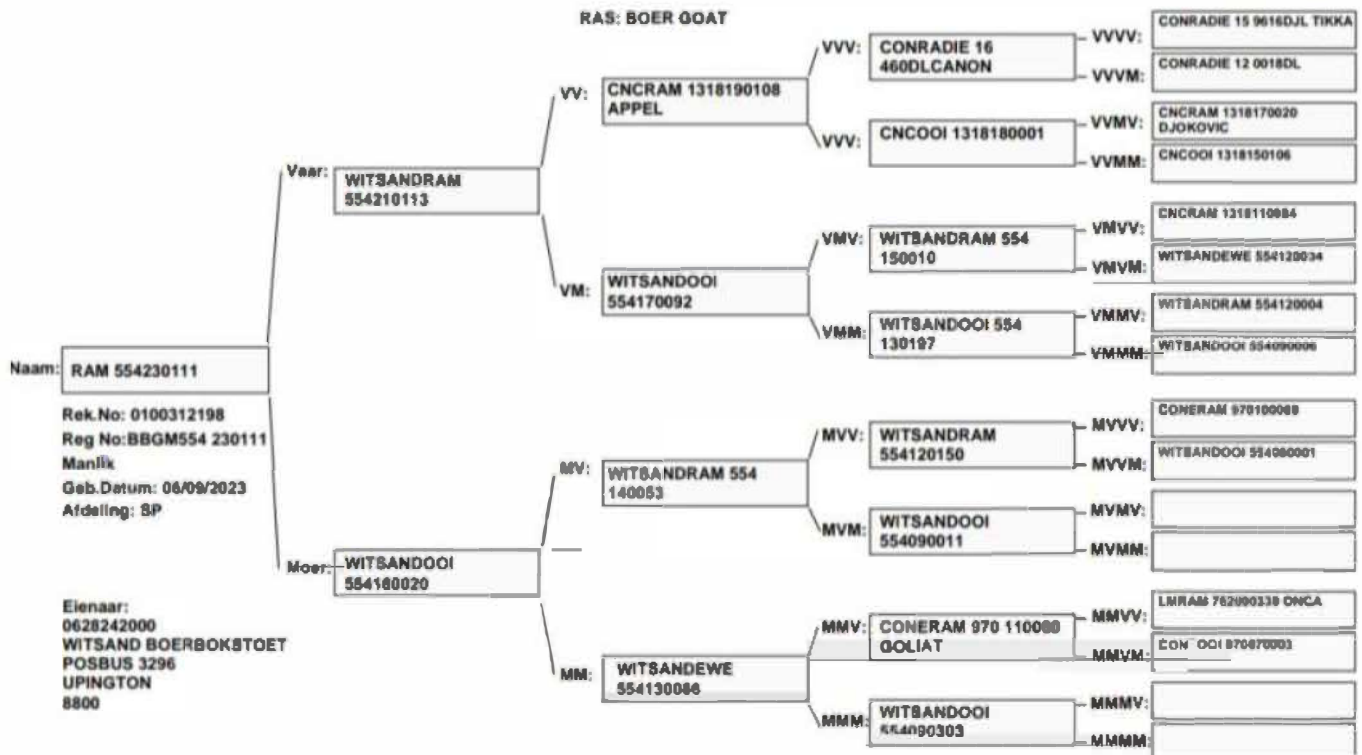 RAS: BOER GOAT
Naam: RAM 554230111
Rek.No: 0100312198
Reg No:BBGM554 230111
Manlik
Geb.Datum: 06/09/2023
Afdeling: SP
Eienaar:
0628242000
WITSAND BOERBOKSTOET
POSBUS 3296
UPINGTON
8800
Vaar: WITSANDRAM
554210113
Moer: WITSANDOOI
554160020
VV: CNCRAM 1318190108
APPEL
VM: WITSANDOOI
554170092
MV: WITSANDRAM 554
140053
MM: WITSANDEWE
554130086
VVV: CONRADIE 16
460DLCANON
VVV: CNCOOI 1318180001
VMV: WITSANDRAM 554
150010
VMM: WITSANDOOI 554
130197
MVV: WITSANDRAM
554120150
MVM: WITSANDOOI
554090011
MMV: CONERAM 970 110080
GOLIAT
MMM: WITSANDOOI
554090303
VVVV: CONRADIE 15 9616DJL TIKKA
VVVM: CONRADIE 12 0018DL
VVMV: CNCRAM 1318170020
DJOKOVIC
VVMM: CNCOOI 1318150106
VMVV: CNCRAM 1318110984
VMVM: WITSANDEWE 554120034
VMMV: WITSANDRAM 554120004
VMMM: WITSANDOOI 554090006
MVVV: CONERAM
MVVM: WITSANDOOI 554080001
MVMV:
MVMM:
MMVV: ONCA
MMVM: OOI 970070003
MMMV:
MMMM: